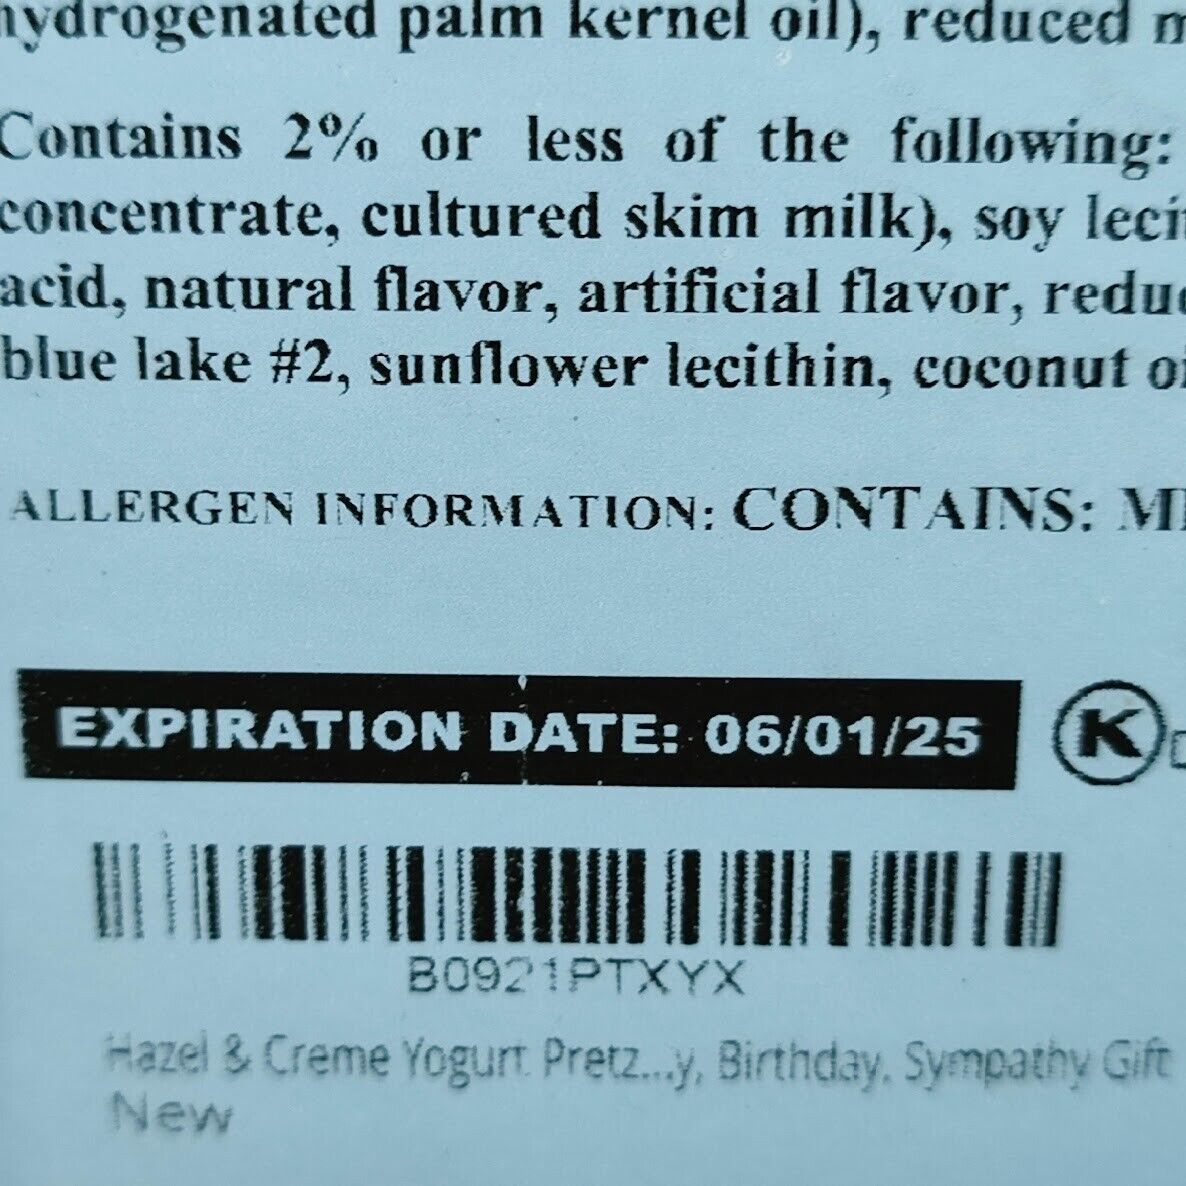 hydrogenated palm kernel oil), reduced
Contains 2% or less of the following:
concentrate, cultured skim milk), soy
acid, natural flavor, artificial flavor,
blue lake #2, sunflower lecithin, coconut
ALLERGEN INFORMATION: CONTAINS:
EXPIRATION DATE: 06/01/25
K
B0921PTXYX
Hazel & Creme Yogurt Pretz...y, Birthday, Sympathy Gift
New